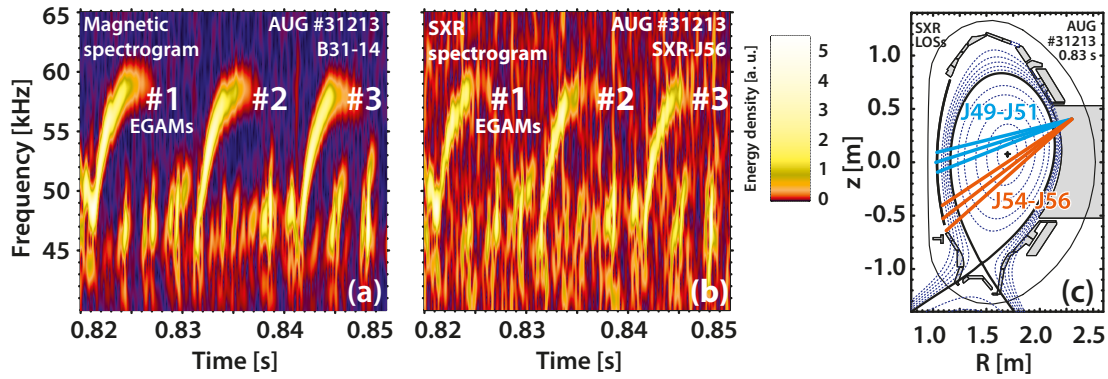 65
60
55
50
45
Frequency [kHz]
Magnetic
spectrogram
AUG #31213
B31-14
#1
EGAMs
#2
#3
(a)
0.82
0.83
0.84
0.85
Time [s]
SXR
spectrogram
AUG #31213
SXR-J56
#1
EGAMs
#2
#3
(b)
0.82
0.83
0.84
0.85
Time [s]
Energy density [a. u.]
5
4
3
2
1
0
SXR
LOSs
AUG
#31213
0.83 s
J49-J51
J54-J56
(c)
z [m]
1.0
0.5
0.0
-0.5
-1.0
1.0
1.5
2.0
2.6
R [m]